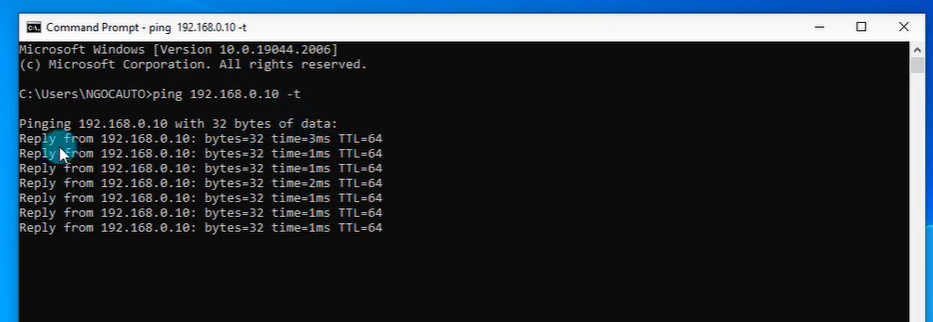 Command Prompt - ping 192.168.0.10 -t
Microsoft Windows [Version 10.0.19044.2006]
(c) Microsoft Corporation. All rights reserved.
C:\Users\NGOCAUTO>ping 192.168.0.10 -t
Pinging 192.168.0.10 with 32 bytes of data:
Reply from 192.168.0.10: bytes=32 time=3ms TTL=64
Reply from 192.168.0.10: bytes=32 time=1ms TTL=64
Reply from 192.168.0.10: bytes=32 time=1ms TTL=64
Reply from 192.168.0.10: bytes=32 time=2ms TTL=64
Reply from 192.168.0.10: bytes=32 time=1ms TTL=64
Reply from 192.168.0.10: bytes=32 time=1ms TTL=64
Reply from 192.168.0.10: bytes=32 time=1ms TTL=64